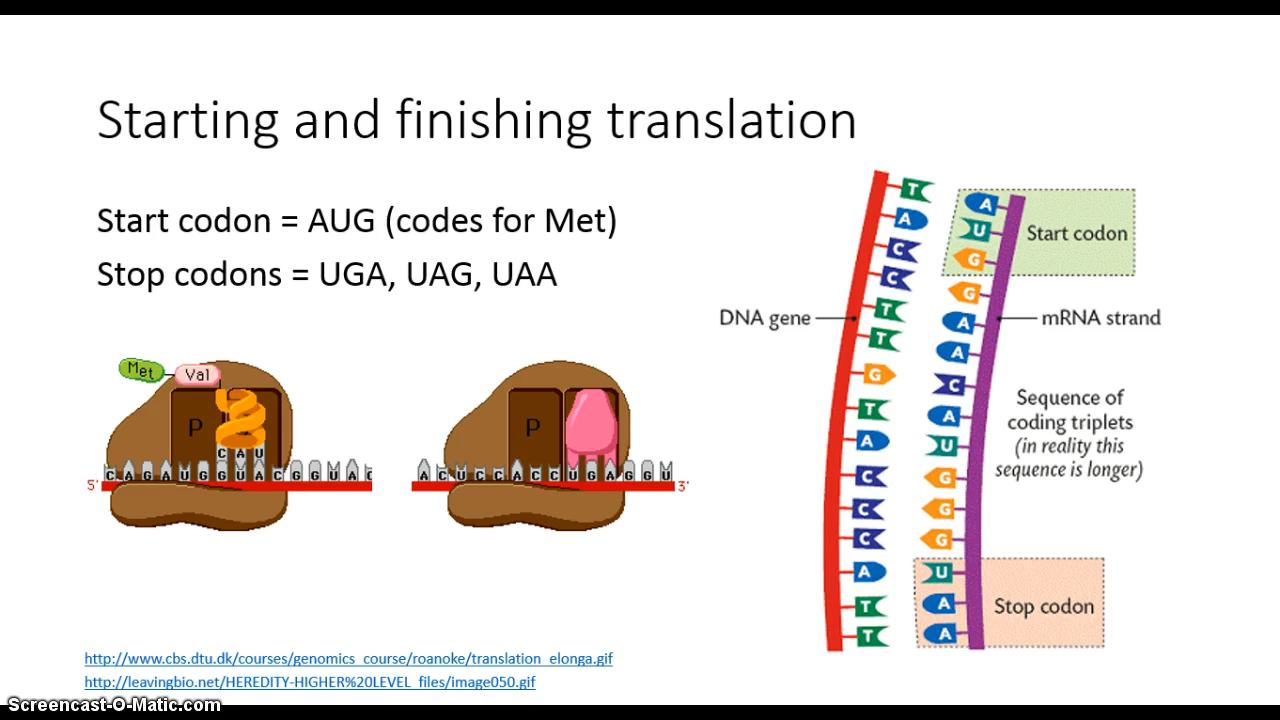 Starting and finishing translation
Start codon = AUG (codes for Met)
Stop codons = UGA, UAG, UAA
Met Val
P
C A U
5' C A G A U G G U A C G G U A C
P
A C U C C A C C U G A G G U 3'
T
A
C
C
T
T
G
T
A
C
C
C
A
T
T
DNA gene
A
U
G
G
A
A
C
A
U
G
G
G
U
A
A
Start codon
mRNA strand
Sequence of
coding triplets
(in reality this
sequence is longer)
Stop codon
http://www.cbs.dtu.dk/courses/genomics_course/roanoke/translation_elonga.gif
http://leavingbio.net/HEREDITY-HIGHER%20LEVEL_files/image050.gif
Screencast-O-Matic.com